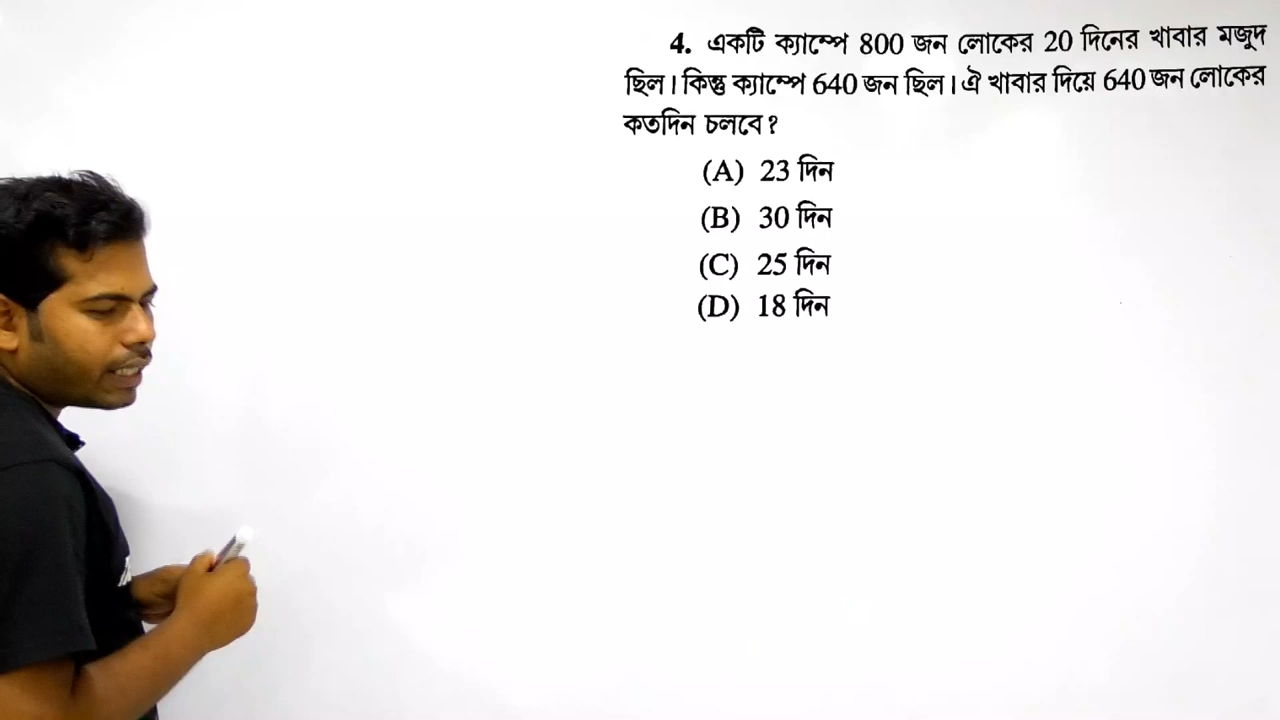 4. একটি ক্যাম্পে 800 জন লোকের 20 দিনের খাবার মজুদ
ছিল। কিন্তু ক্যাম্পে 640 জন ছিল। ঐ খাবার দিয়ে 640 জন লোকের
কতদিন চলবে?
(A) 23 দিন
(B) 30 দিন
(C) 25 দিন
(D) 18 দিন